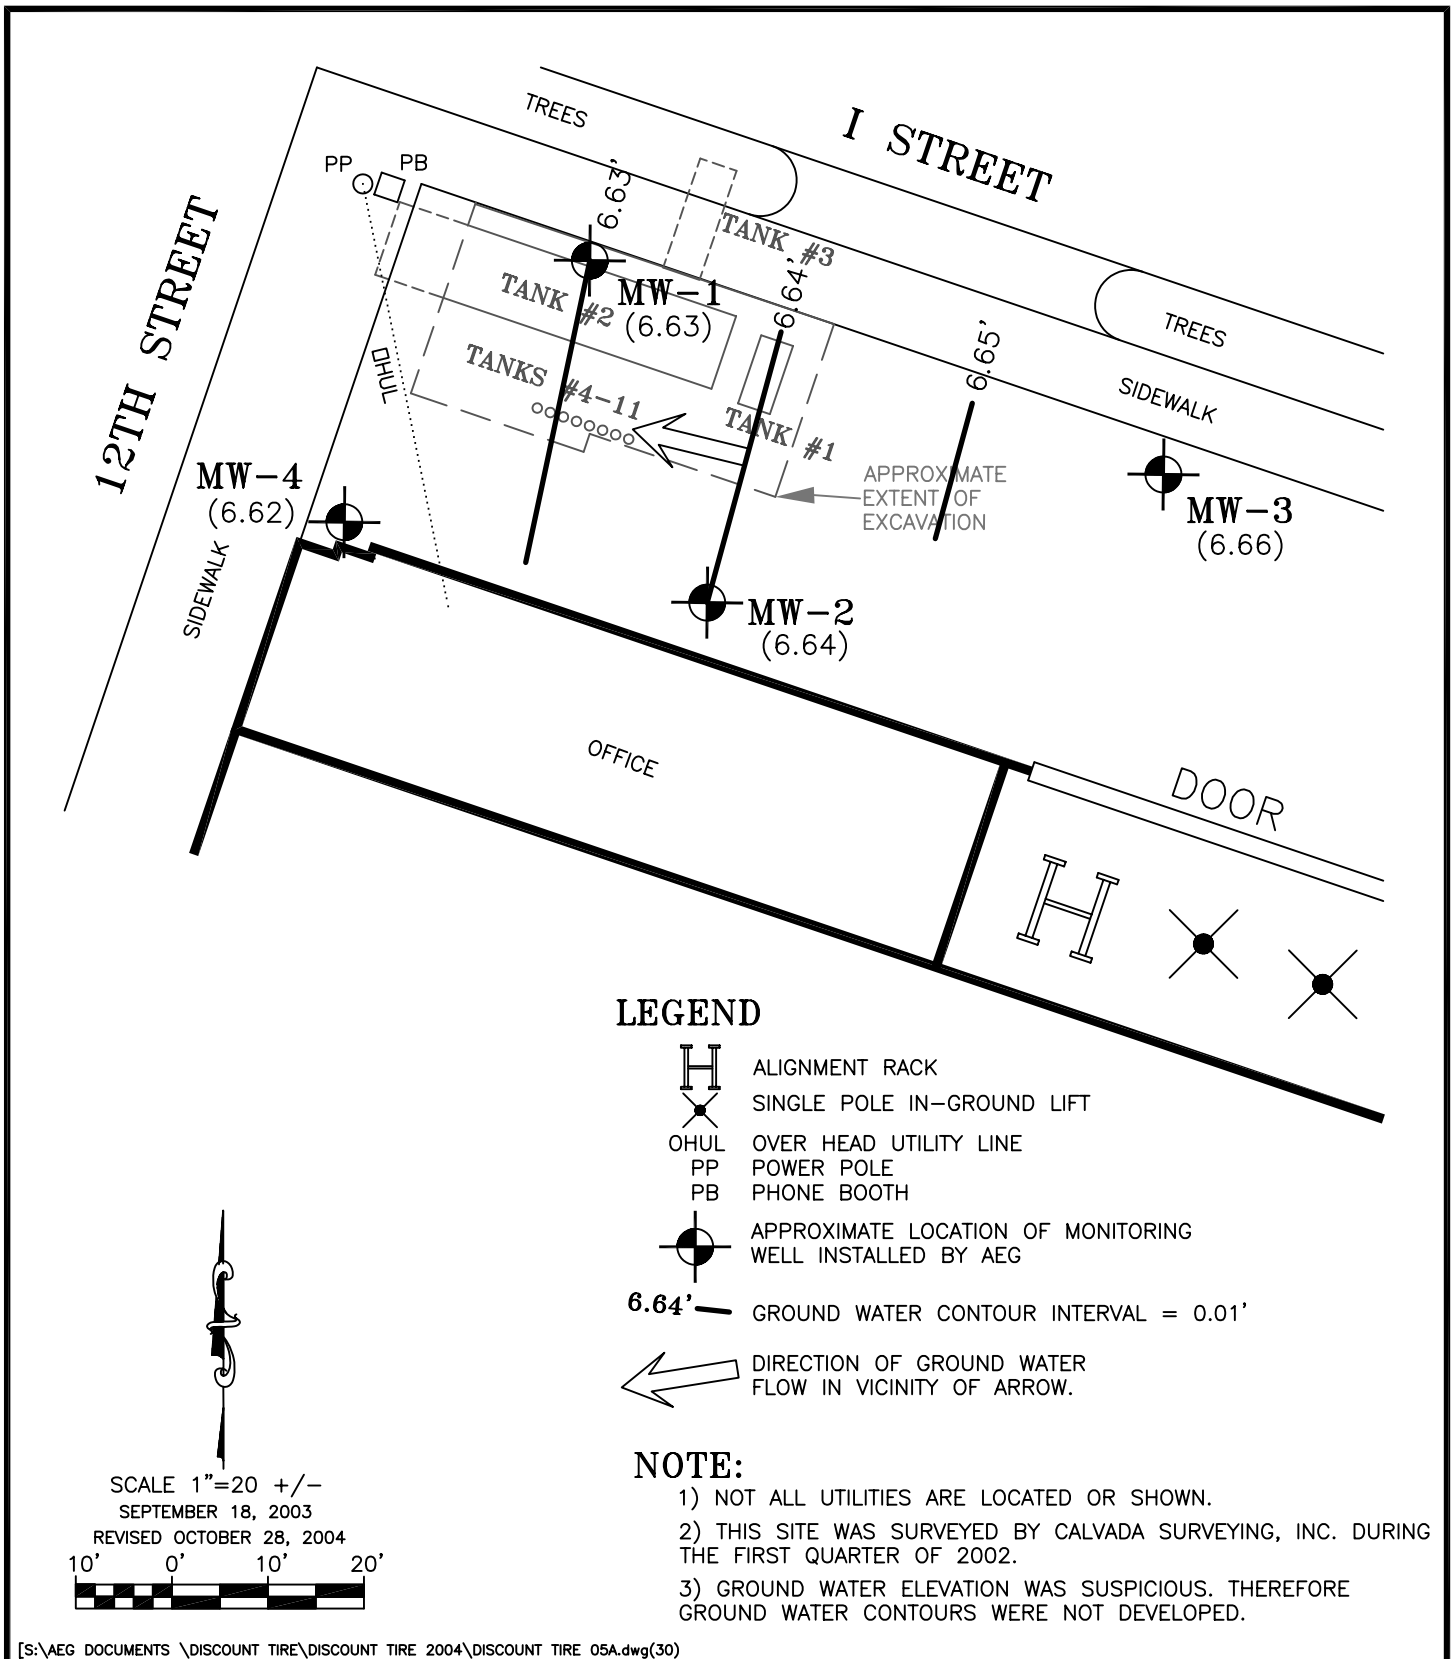 TREES
I STREET
PP
PB
6.63'
TANK #3
12TH STREET
TANK #2
MW-1
(6.63)
6.64'
TREES
OHUL
TANKS #4-11
6.65'
SIDEWALK
TANK #1
MW-4
(6.62)
APPROXIMATE
EXTENT OF
EXCAVATION
MW-3
(6.66)
SIDEWALK
MW-2
(6.64)
OFFICE
DOOR
LEGEND
ALIGNMENT RACK
SINGLE POLE IN-GROUND LIFT
OHUL OVER HEAD UTILITY LINE
PP POWER POLE
PB PHONE BOOTH
APPROXIMATE LOCATION OF MONITORING
WELL INSTALLED BY AEG
6.64' GROUND WATER CONTOUR INTERVAL = 0.01'
DIRECTION OF GROUND WATER
FLOW IN VICINITY OF ARROW.
SCALE 1"=20 +/-
SEPTEMBER 18, 2003
REVISED OCTOBER 28, 2004
10' 0' 10' 20'
NOTE:
1) NOT ALL UTILITIES ARE LOCATED OR SHOWN.
2) THIS SITE WAS SURVEYED BY CALVADA SURVEYING, INC. DURING
THE FIRST QUARTER OF 2002.
3) GROUND WATER ELEVATION WAS SUSPICIOUS. THEREFORE
GROUND WATER CONTOURS WERE NOT DEVELOPED.
[S:\AEG DOCUMENTS \DISCOUNT TIRE\DISCOUNT TIRE 2004\DISCOUNT TIRE 05A.dwg(30)